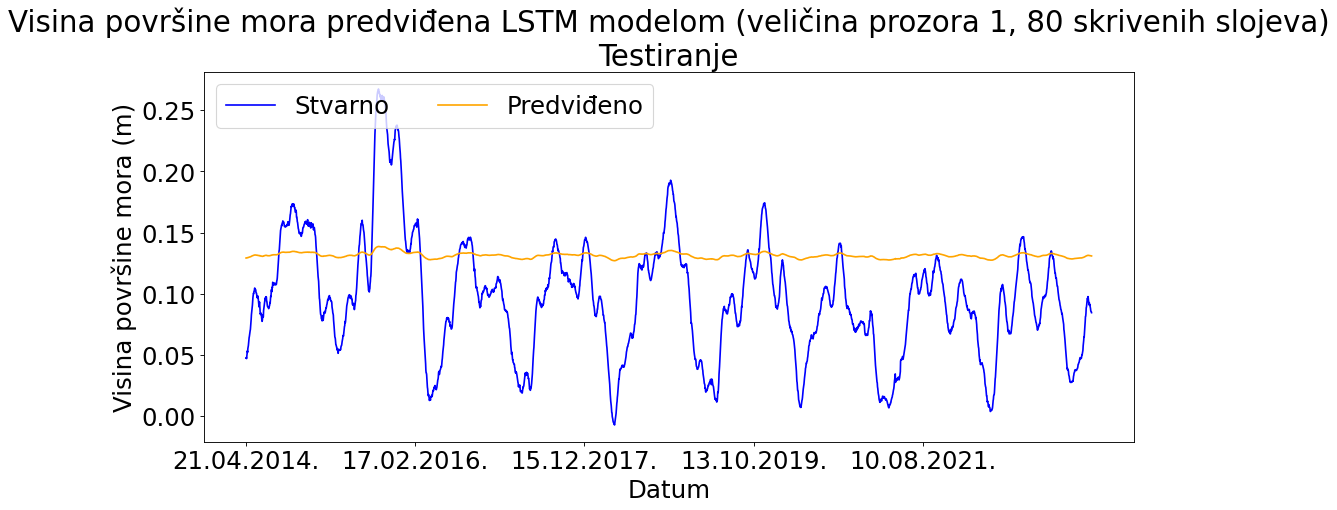 Visina površine mora predviđena LSTM modelom (veličina prozora 1, 80 skrivenih slojeva)
Testiranje
Stvarno Predviđeno
Visina površine mora (m)
0.25
0.20
0.15
0.10
0.05
0.00
21.04.2014. 17.02.2016. 15.12.2017. 13.10.2019. 10.08.2021.
Datum